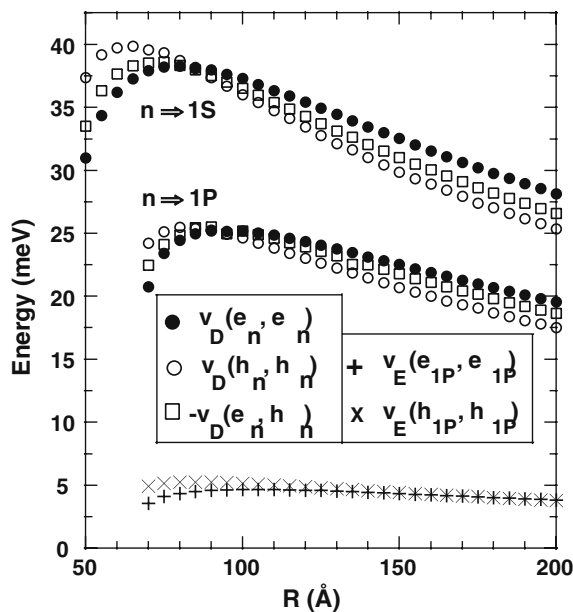 40
35
30
25
20
15
10
5
0
Energy (meV)
n ⇒ 1S
n ⇒ 1P
● v_D(e_n, e_n)
○ v_D(h_n, h_n)
□ -v_D(e_n, h_n)
+ v_E(e_1P, e_1P)
x v_E(h_1P, h_1P)
50 100 150 200
R (Å)